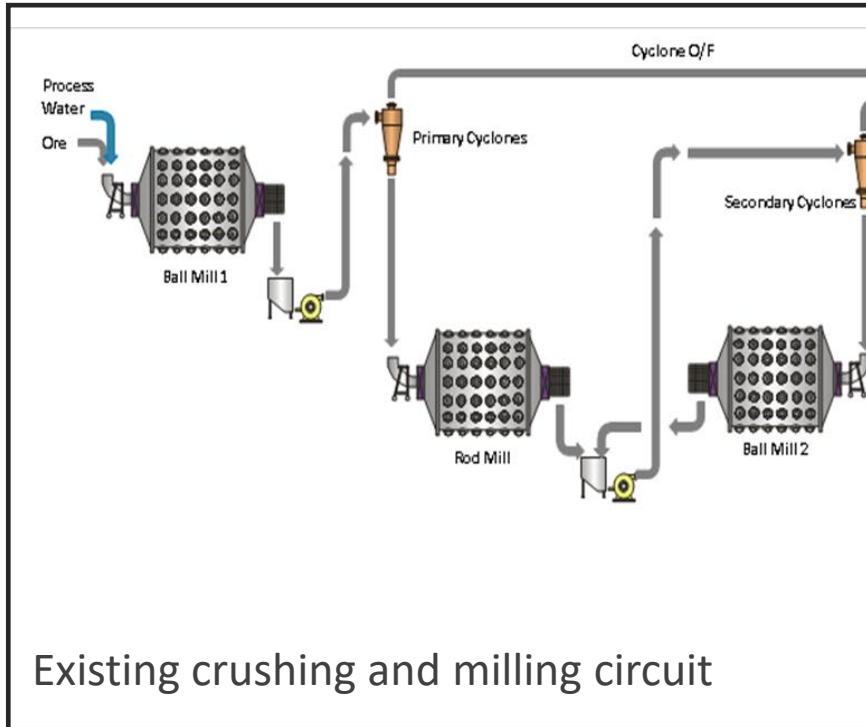 Cyclone O/F
Process
Water
Ore
Primary Cyclones
Secondary Cyclones
Ball Mill 1
Rod Mill
Ball Mill 2
Existing crushing and milling circuit